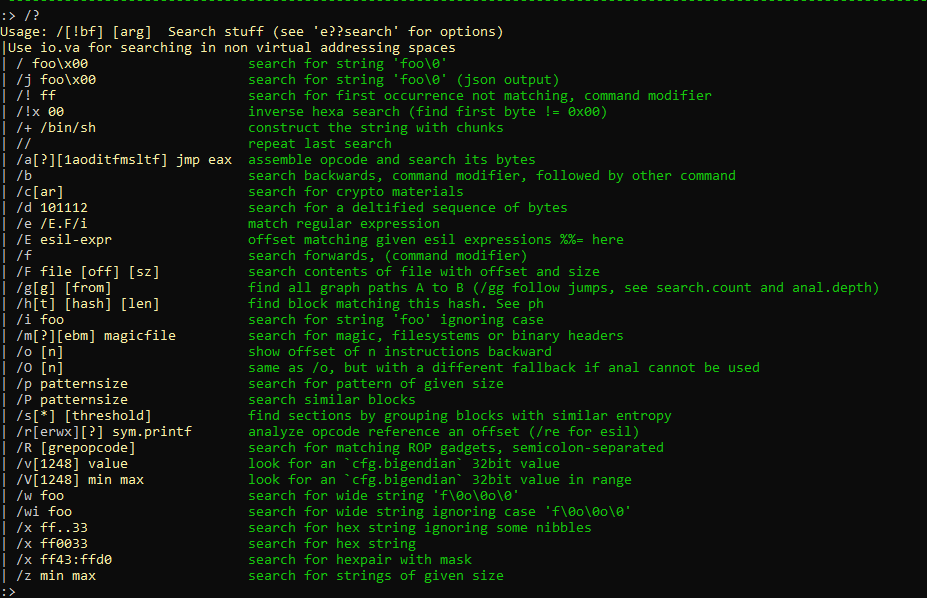 :> /?
Usage: /[!bf] [arg]  Search stuff (see 'e??search' for options)
|Use io.va for searching in non virtual addressing spaces
| / foo\x00                    search for string 'foo\0'
| /j foo\x00                   search for string 'foo\0' (json output)
| /! ff                        search for first occurrence not matching, command modifier
| /!x 00                       inverse hexa search (find first byte != 0x00)
| /+ /bin/sh                   construct the string with chunks
| //                           repeat last search
| /a[?][1aoditfmsltf] jmp eax  assemble opcode and search its bytes
| /b                           search backwards, command modifier, followed by other command
| /c[ar]                       search for crypto materials
| /d 101112                    search for a deltified sequence of bytes
| /e /E.F/i                    match regular expression
| /E esil-expr                 offset matching given esil expressions %%= here
| /f                           search forwards, (command modifier)
| /F file [off] [sz]           search contents of file with offset and size
| /g[g] [from]                 find all graph paths A to B (/gg follow jumps, see search.count and anal.depth)
| /h[t] [hash] [len]           find block matching this hash. See ph
| /i foo                       search for string 'foo' ignoring case
| /m[?][ebm] magicfile         search for magic, filesystems or binary headers
| /o [n]                       show offset of n instructions backward
| /O [n]                       same as /o, but with a different fallback if anal cannot be used
| /p patternsize               search for pattern of given size
| /P patternsize               search similar blocks
| /s[*] [threshold]            find sections by grouping blocks with similar entropy
| /r[erwx][?] sym.printf       analyze opcode reference an offset (/re for esil)
| /R [grepopcode]              search for matching ROP gadgets, semicolon-separated
| /v[1248] value               look for an `cfg.bigendian` 32bit value
| /V[1248] min max             look for an `cfg.bigendian` 32bit value in range
| /w foo                       search for wide string 'f\0o\0o\0'
| /wi foo                      search for wide string ignoring case 'f\0o\0o\0'
| /x ff..33                    search for hex string ignoring some nibbles
| /x ff0033                    search for hex string
| /x ff43:ffd0                 search for hexpair with mask
| /z min max                   search for strings of given size
:>